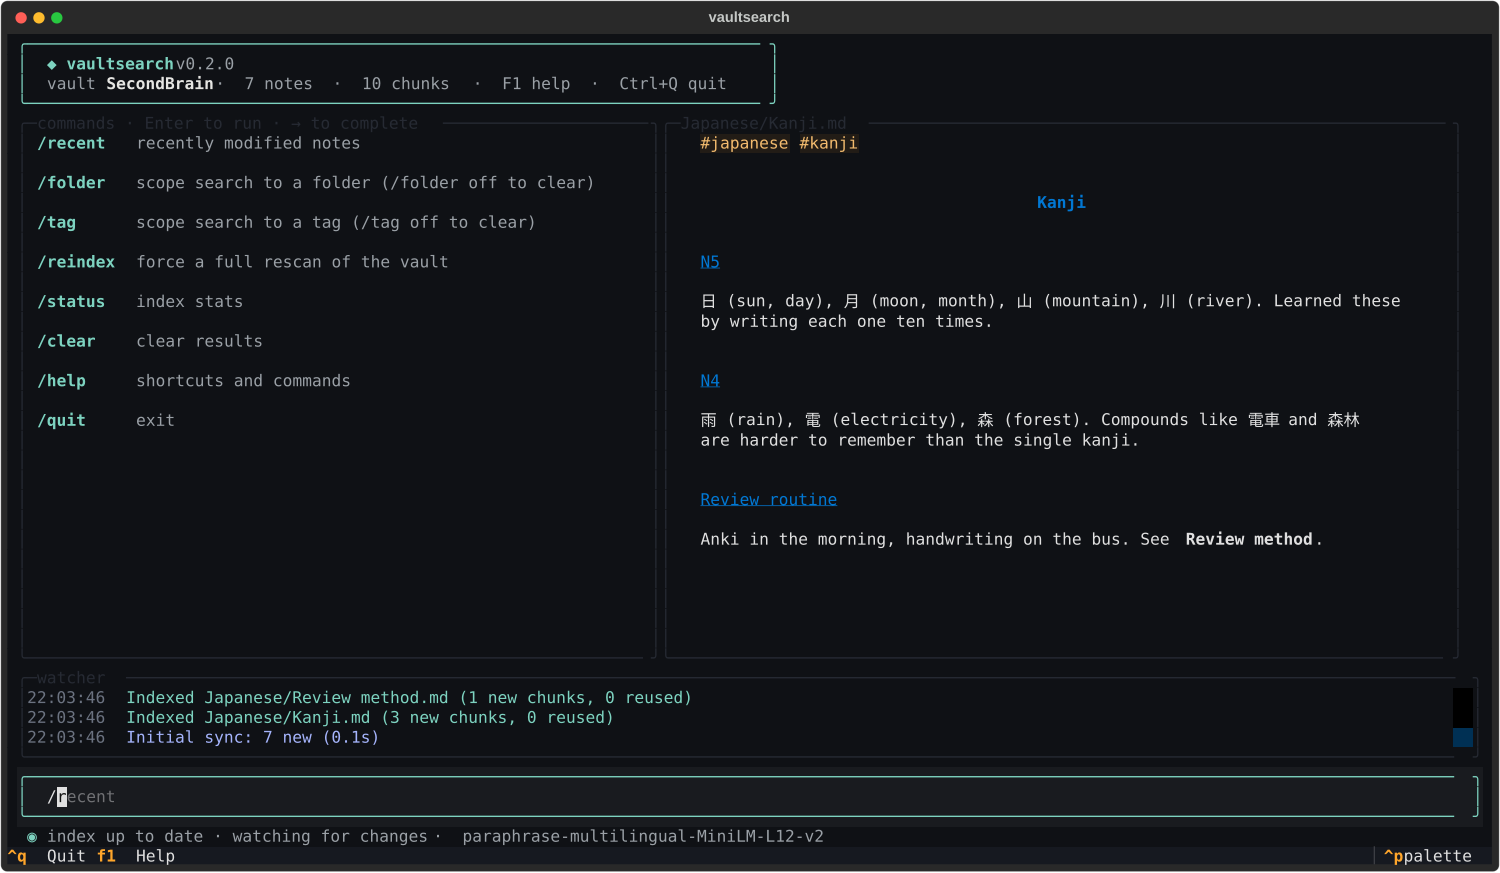 vaultsearch
◆ vaultsearch v0.2.0
vault SecondBrain · 7 notes · 10 chunks · F1 help · Ctrl+Q quit
commands · Enter to run · → to complete
/recent recently modified notes
/folder scope search to a folder (/folder off to clear)
/tag scope search to a tag (/tag off to clear)
/reindex force a full rescan of the vault
/status index stats
/clear clear results
/help shortcuts and commands
/quit exit
Japanese/Kanji.md
#japanese #kanji
Kanji
N5
日 (sun, day), 月 (moon, month), 山 (mountain), 川 (river). Learned these
by writing each one ten times.
N4
雨 (rain), 電 (electricity), 森 (forest). Compounds like 電車 and 森林
are harder to remember than the single kanji.
Review routine
Anki in the morning, handwriting on the bus. See Review method.
watcher
22:03:46 Indexed Japanese/Review method.md (1 new chunks, 0 reused)
22:03:46 Indexed Japanese/Kanji.md (3 new chunks, 0 reused)
22:03:46 Initial sync: 7 new (0.1s)
/recent
◉ index up to date · watching for changes · paraphrase-multilingual-MiniLM-L12-v2
^q Quit f1 Help ^p palette